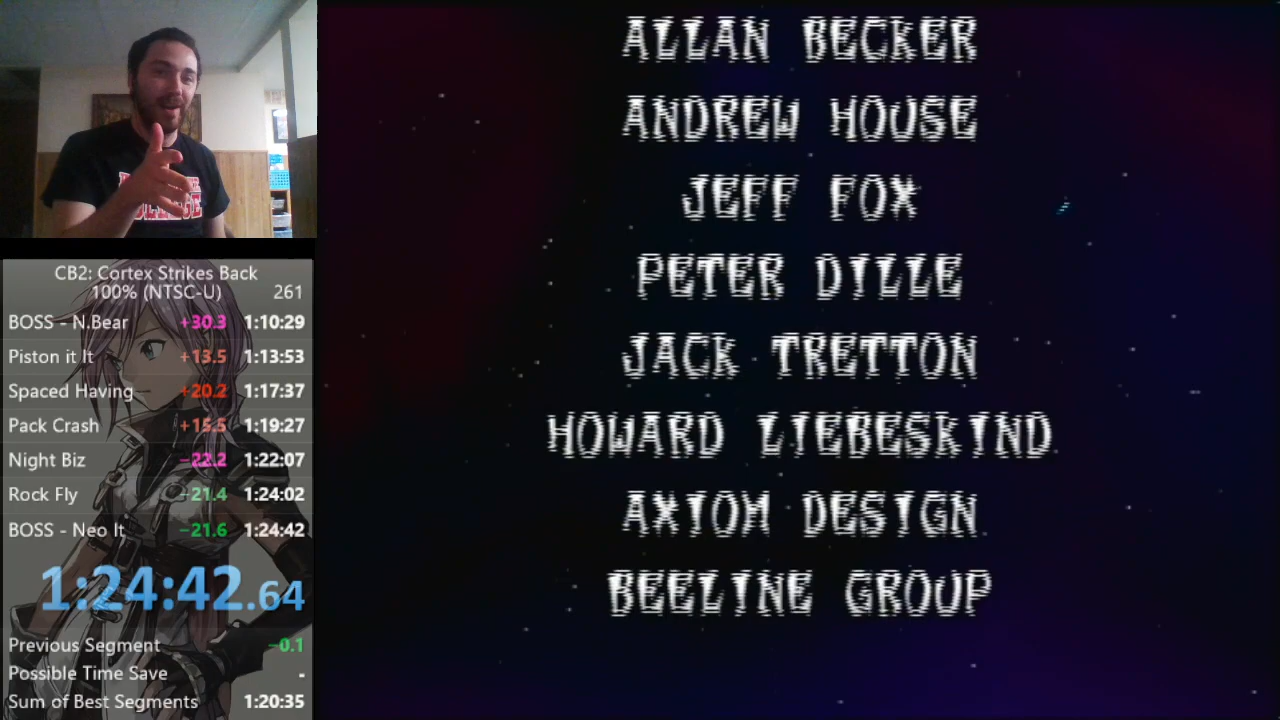 CB2: Cortex Strikes Back
100% (NTSC-U) 261
BOSS - N.Bear +30.3 1:10:29
Piston it It +13.5 1:13:53
Spaced Having +20.2 1:17:37
Pack Crash +15.5 1:19:27
Night Biz −22.2 1:22:07
Rock Fly −21.4 1:24:02
BOSS - Neo It −21.6 1:24:42
1:24:42.64
Previous Segment −0.1
Possible Time Save -
Sum of Best Segments 1:20:35
ALLAN BECKER
ANDREW HOUSE
JEFF FOX
PETER DILLE
JACK TRETTON
HOWARD LIEBESKIND
AXIOM DESIGN
BEELINE GROUP